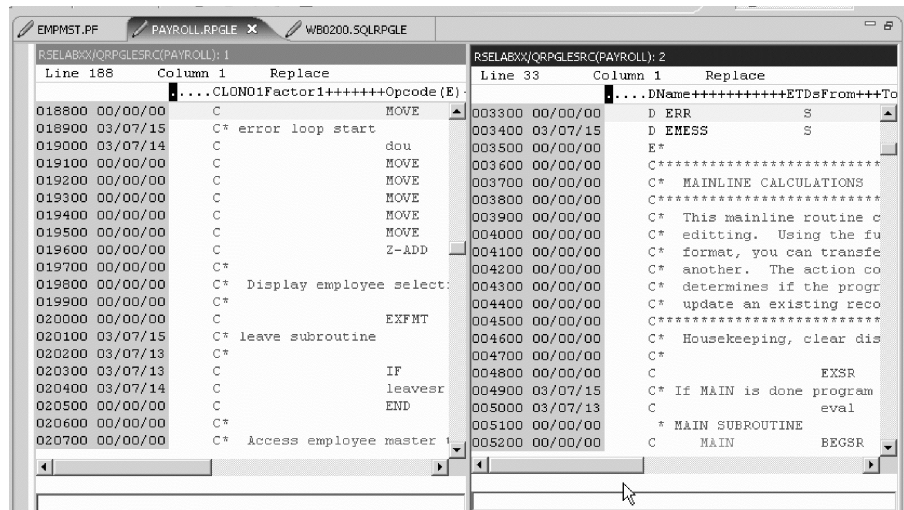 EMPMST.PF PAYROLL.RPGLE X WB0200.SQLRPGLE
RSELABXX/QRPGLESRC(PAYROLL): 1
Line 188 Column 1 Replace
.....CL0N01Factor1+++++++Opcode(E)-
018800 00/00/00 C MOVE
018900 03/07/15 C* error loop start
019000 03/07/14 C dou
019100 00/00/00 C MOVE
019200 00/00/00 C MOVE
019300 00/00/00 C MOVE
019400 00/00/00 C MOVE
019500 00/00/00 C MOVE
019600 00/00/00 C Z-ADD
019700 00/00/00 C*
019800 00/00/00 C* Display employee selecti
019900 00/00/00 C*
020000 00/00/00 C EXFMT
020100 03/07/15 C* leave subroutine
020200 03/07/13 C*
020300 03/07/13 C IF
020400 03/07/14 C leavesr
020500 00/00/00 C END
020600 00/00/00 C*
020700 00/00/00 C* Access employee master
RSELABXX/QRPGLESRC(PAYROLL): 2
Line 33 Column 1 Replace
.....DName+++++++++++ETDsFrom+++To
003300 00/00/00 D ERR S
003400 03/07/15 D EMESS S
003500 00/00/00 E*
003600 00/00/00 C**************************
003700 00/00/00 C* MAINLINE CALCULATIONS
003800 00/00/00 C**************************
003900 00/00/00 C* This mainline routine c
004000 00/00/00 C* editting. Using the fu
004100 00/00/00 C* format, you can transfe
004200 00/00/00 C* another. The action co
004300 00/00/00 C* determines if the progr
004400 00/00/00 C* update an existing reco
004500 00/00/00 C**************************
004600 00/00/00 C* Housekeeping, clear dis
004700 00/00/00 C*
004800 00/00/00 C EXSR
004900 03/07/15 C* If MAIN is done program
005000 03/07/13 C eval
005100 00/00/00 * MAIN SUBROUTINE
005200 00/00/00 C MAIN BEGSR